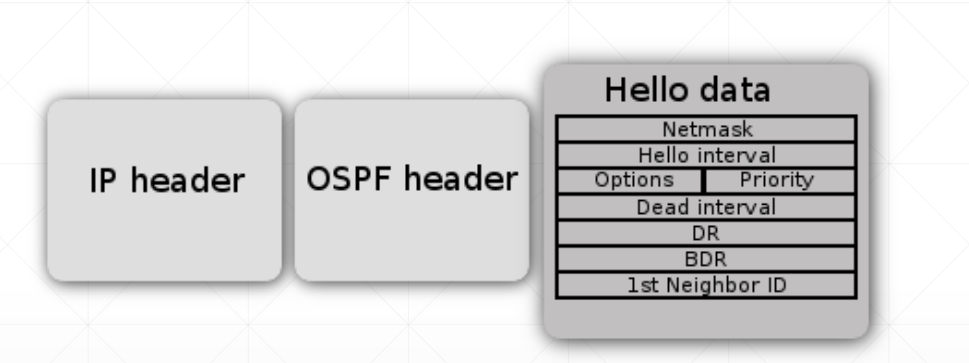 IP header
OSPF header
Hello data
Netmask
Hello interval
Options Priority
Dead interval
DR
BDR
1st Neighbor ID